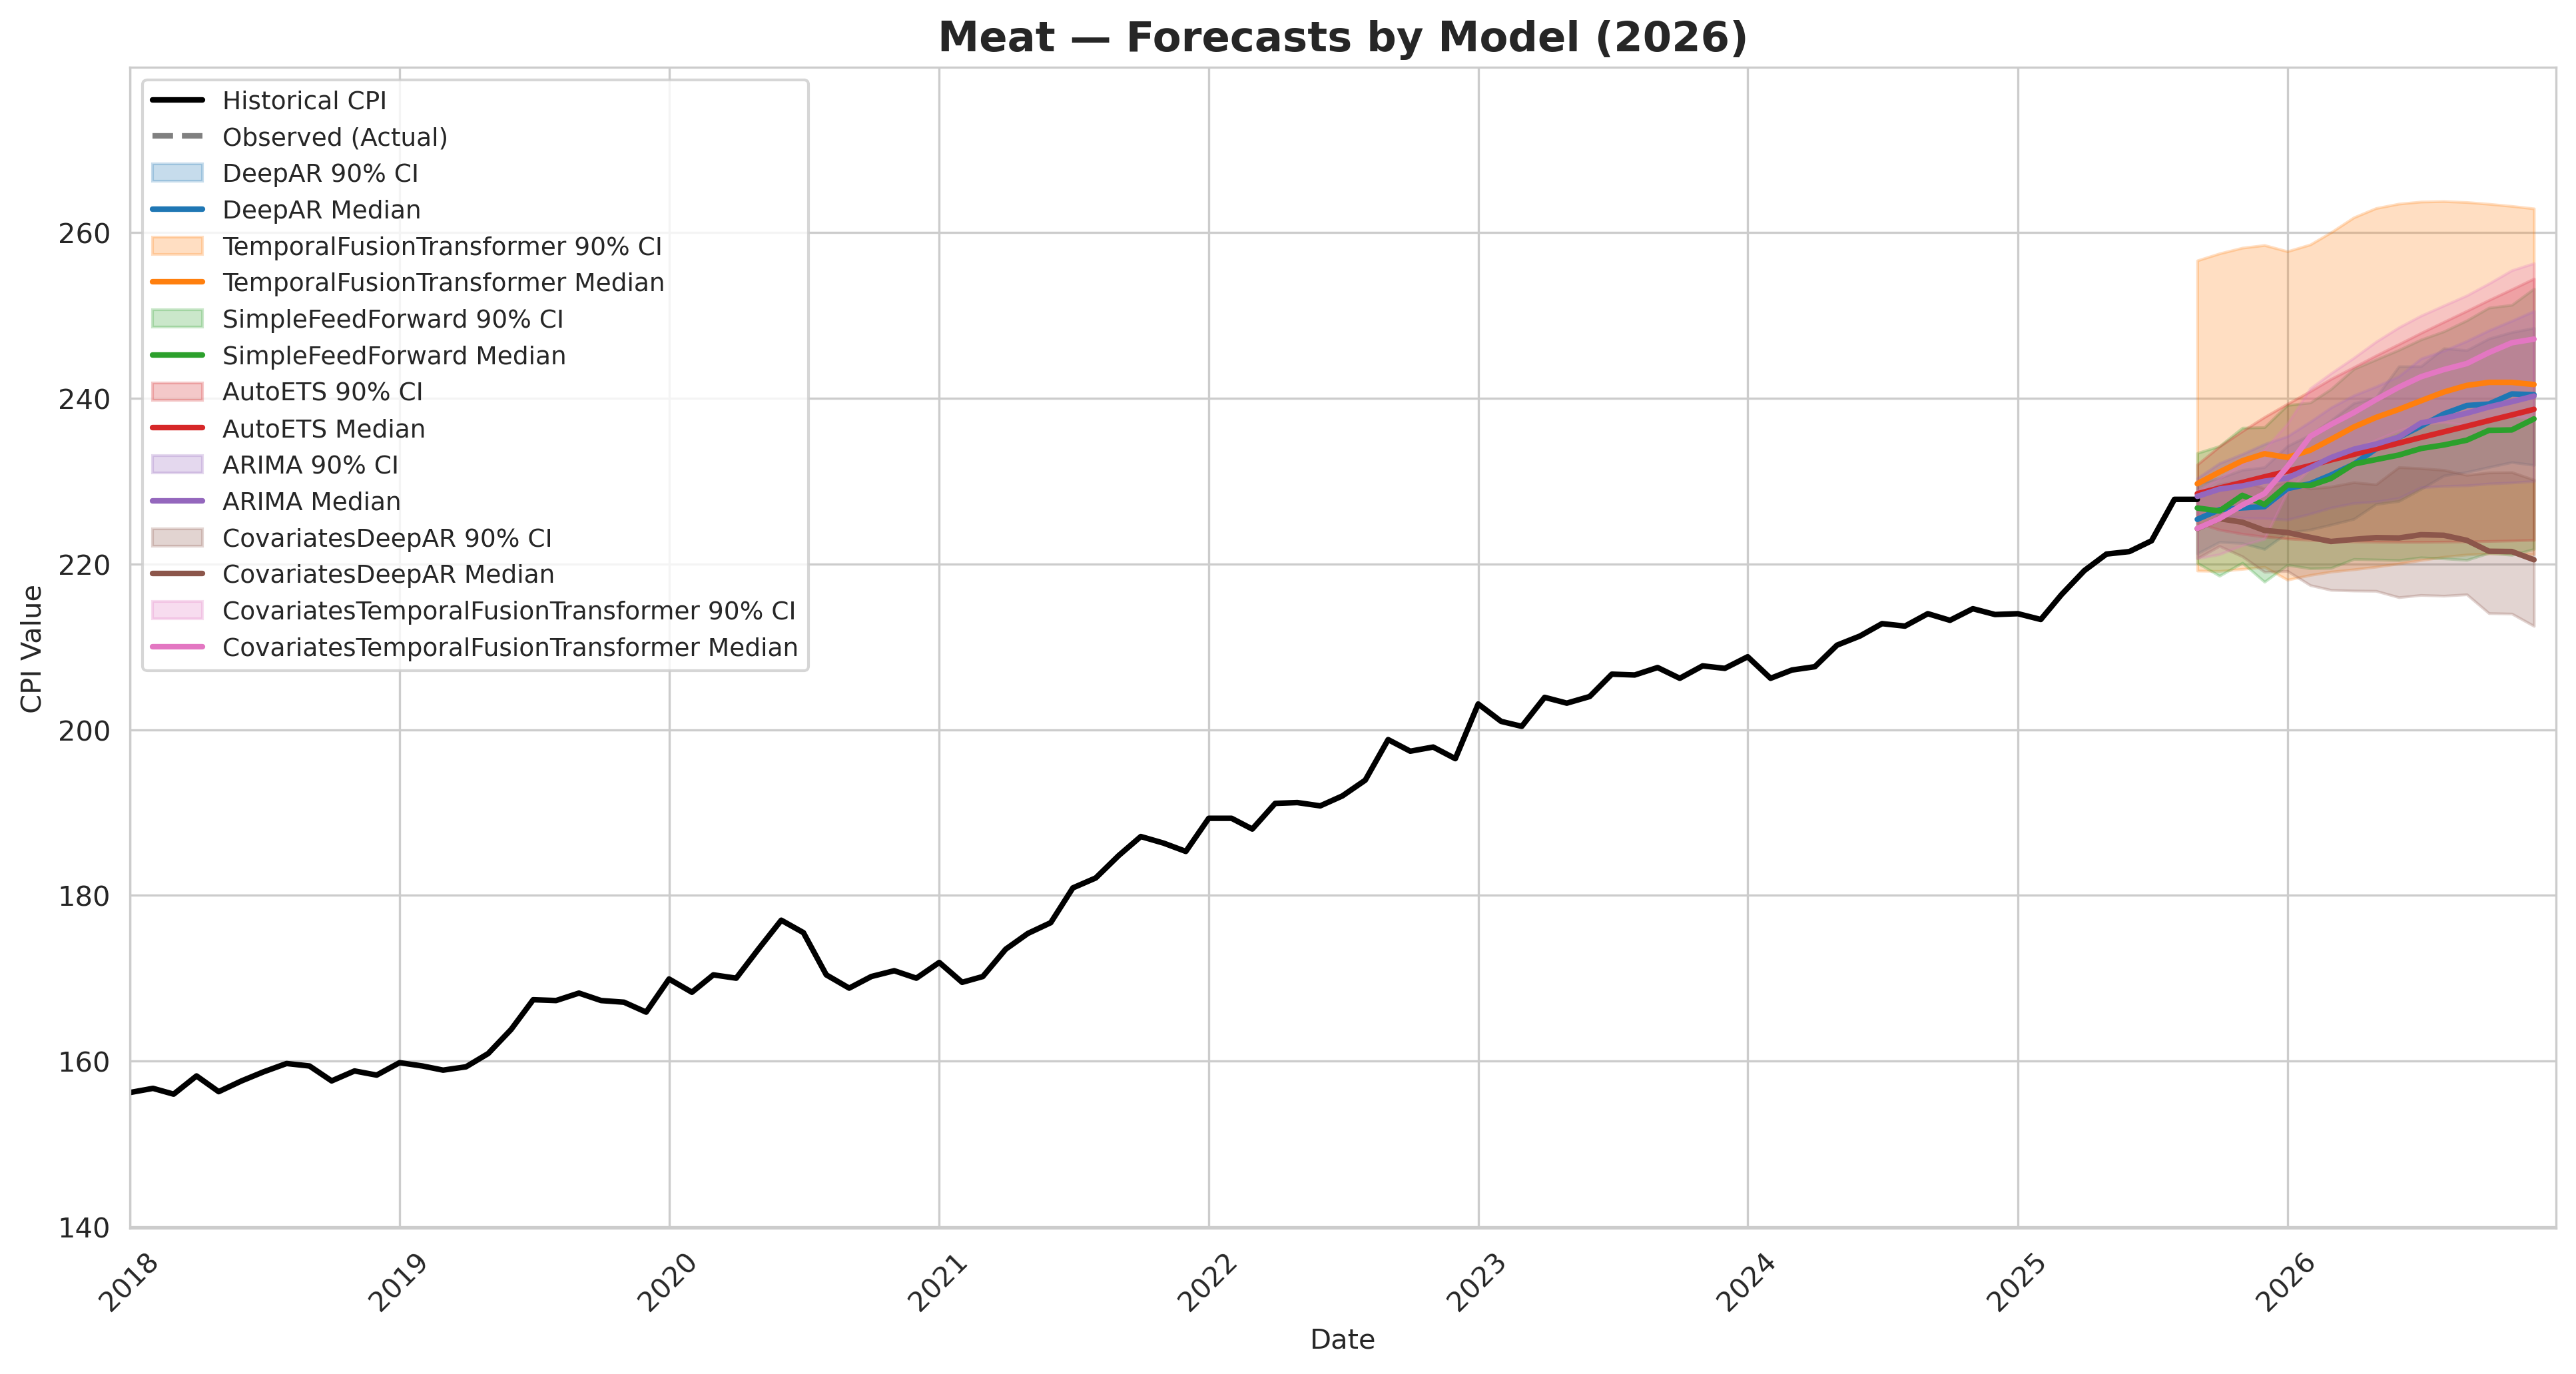 Meat — Forecasts by Model (2026)
Historical CPI
Observed (Actual)
DeepAR 90% CI
DeepAR Median
TemporalFusionTransformer 90% CI
TemporalFusionTransformer Median
SimpleFeedForward 90% CI
SimpleFeedForward Median
AutoETS 90% CI
AutoETS Median
ARIMA 90% CI
ARIMA Median
CovariatesDeepAR 90% CI
CovariatesDeepAR Median
CovariatesTemporalFusionTransformer 90% CI
CovariatesTemporalFusionTransformer Median
CPI Value
260
240
220
200
180
160
140
2018
2019
2020
2021
2022
2023
2024
2025
2026
Date